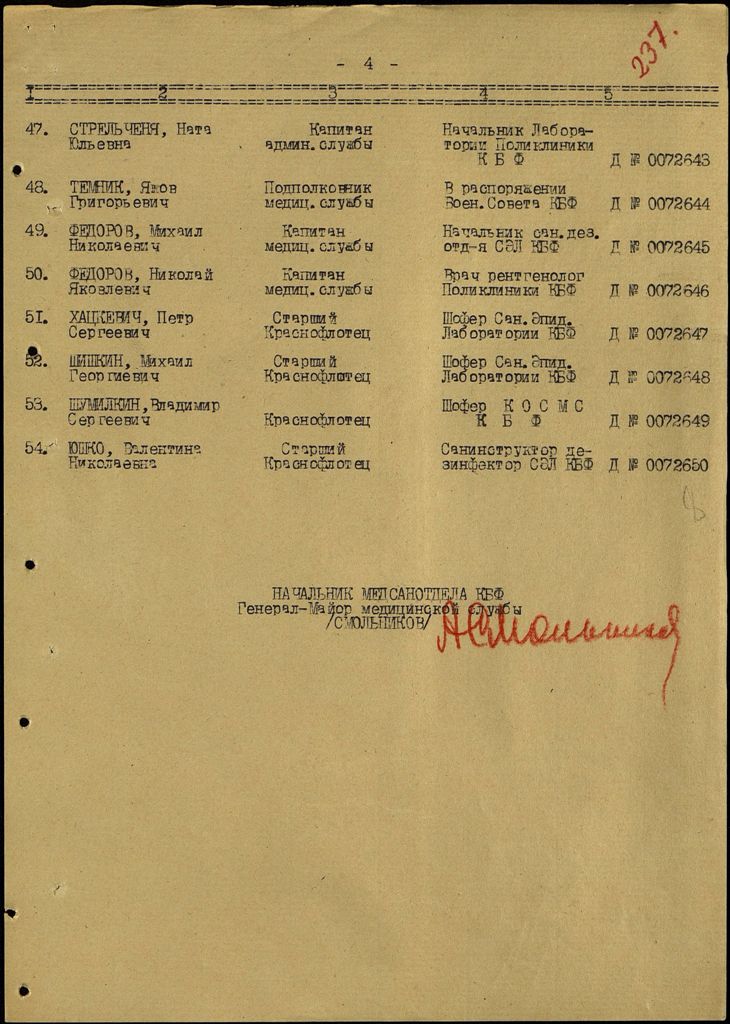 237.
- 4 -
I 2 3 4 5
47. СТРЕЛЬЧЕНЯ, Ната Капитан Начальник Лабора-
Юльевна админ.службы тории Поликлиники
К Б Ф Д № 0072643
48. ТЕМНИК, Яков Подполковник В распоряжении
Григорьевич медиц.службы Воен.Совета КБФ Д № 0072644
49. ФЕДОРОВ, Михаил Капитан Начальник сан.дез.
Николаевич медиц.службы отд-я СЭЛ КБФ Д № 0072645
50. ФЕДОРОВ, Николай Капитан Врач рентгенолог
Яковлевич медиц.службы Поликлиники КБФ Д № 0072646
51. ХАЦКЕВИЧ, Петр Старший Шофер Сан.Эпид.
Сергеевич Краснофлотец Лаборатории КБФ Д № 0072647
52. ШИШКИН, Михаил Старший Шофер Сан.Эпид.
Георгиевич Краснофлотец Лаборатории КБФ Д № 0072648
53. ШУМИЛКИН,Владимир Шофер К О С М С
Сергеевич Краснофлотец К Б Ф Д № 0072649
54. ЮШКО, Валентина Старший Санинструктор де-
Николаевна Краснофлотец зинфектор СЭЛ КБФ Д № 0072650
НАЧАЛЬНИК МЕДСАНОТДЕЛА КБФ
Генерал-Майор медицинской службы
/СМОЛЬНИКОВ/ АСмольников